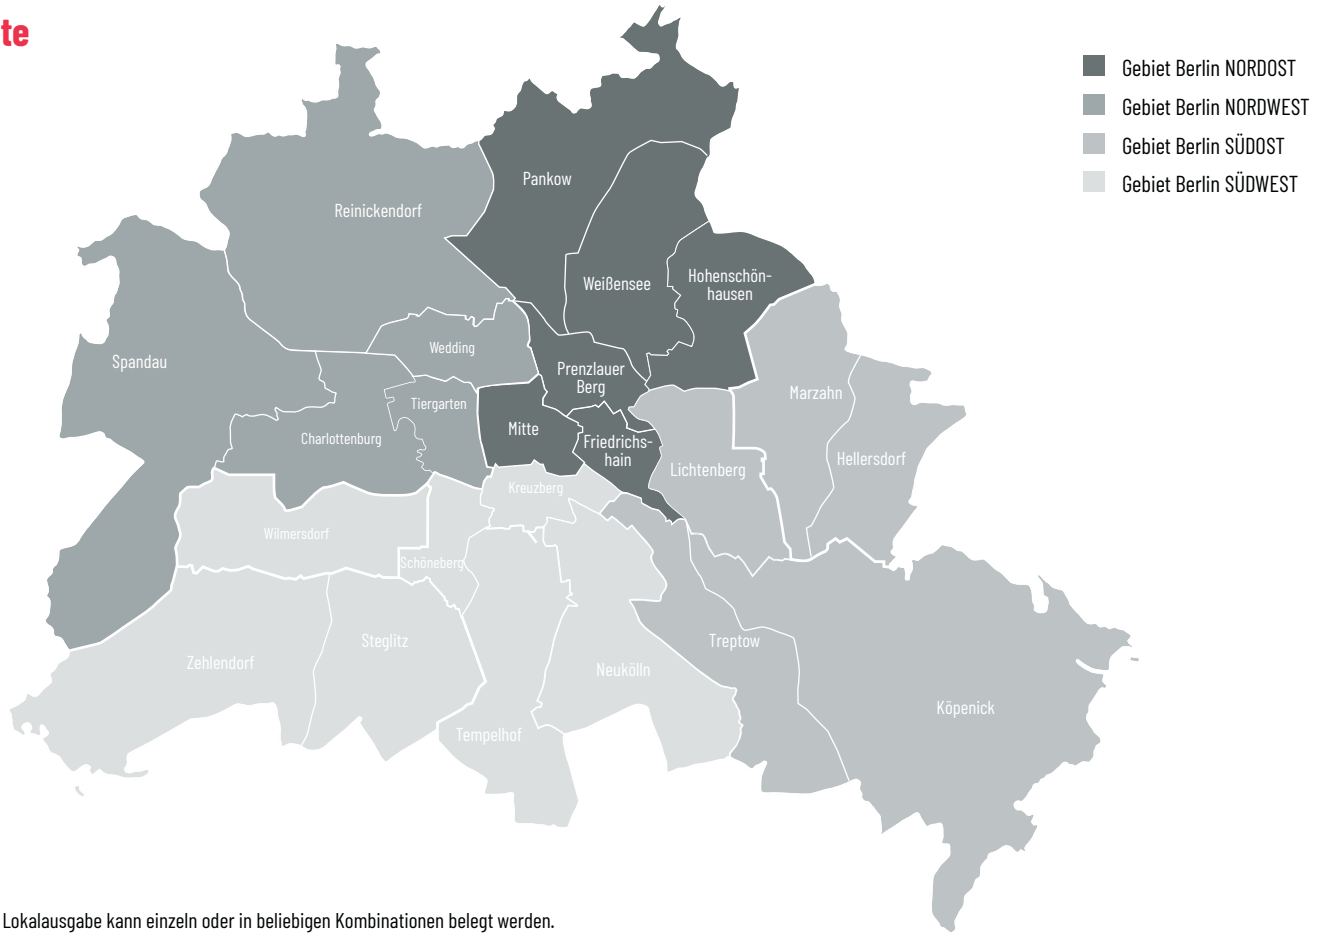 te
Gebiet Berlin NORDOST
Gebiet Berlin NORDWEST
Gebiet Berlin SÜDOST
Gebiet Berlin SÜDWEST
Pankow
Reinickendorf
Weißensee
Hohenschön-
hausen
Wedding
Spandau
Prenzlauer
Berg
Marzahn
Tiergarten
Mitte
Charlottenburg
Friedrichs-
hain
Lichtenberg
Hellersdorf
Kreuzberg
Wilmersdorf
Schöneberg
Steglitz
Treptow
Zehlendorf
Neukölln
Köpenick
Tempelhof
Lokalausgabe kann einzeln oder in beliebigen Kombinationen belegt werden.